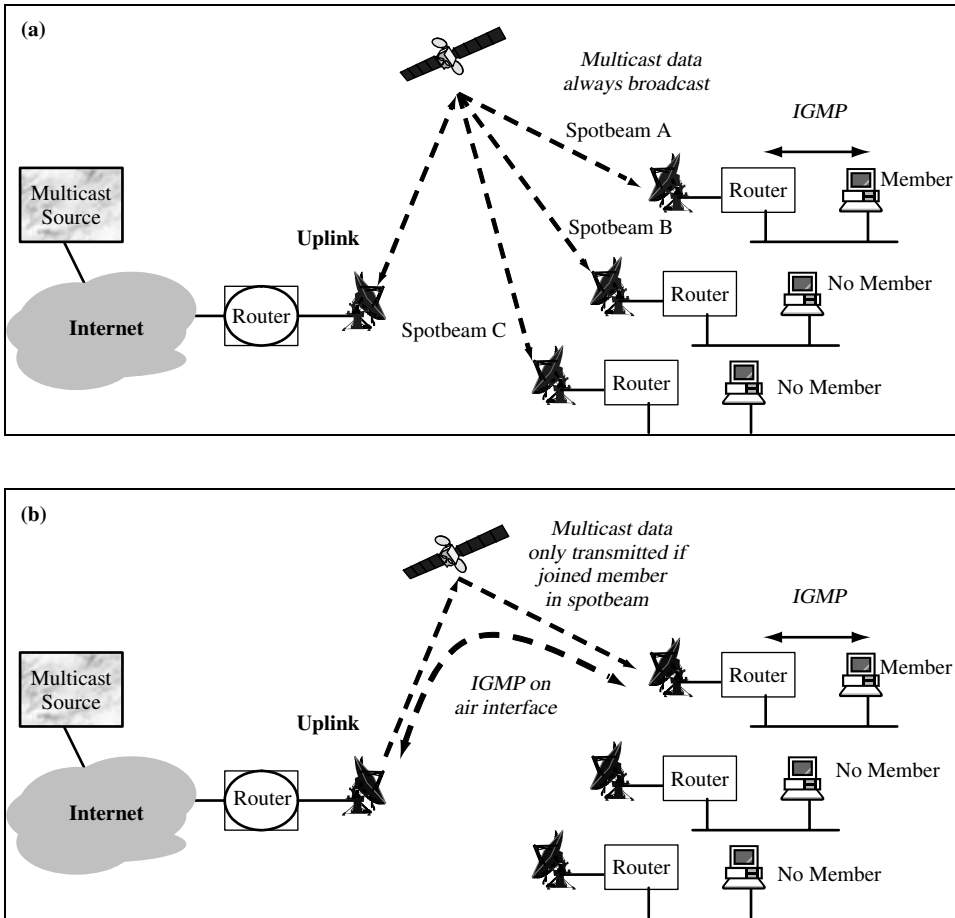 (a)
Multicast data
always broadcast
IGMP
Spotbeam A
Member
Router
Multicast
Source
Uplink
Spotbeam B
No Member
Router
Internet
Router
Spotbeam C
Router
No Member
(b)
Multicast data
only transmitted if
joined member
in spotbeam
IGMP
Member
Router
Multicast
Source
IGMP on
air interface
Uplink
No Member
Router
Internet
Router
Router
No Member